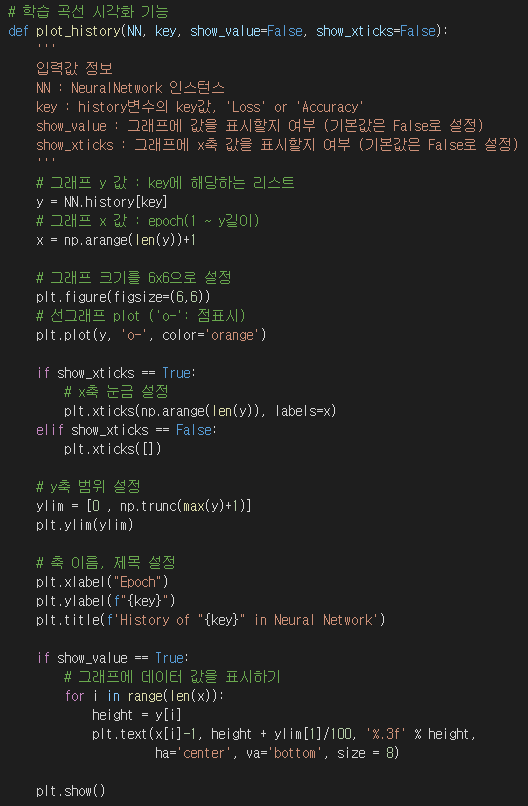 # 학습 곡선 시각화 기능
def plot_history(NN, key, show_value=False, show_xticks=False):
    '''
    입력값 정보
    NN : NeuralNetwork 인스턴스
    key : history변수의 key값, 'Loss' or 'Accuracy'
    show_value : 그래프에 값을 표시할지 여부 (기본값은 False로 설정)
    show_xticks : 그래프에 x축 값을 표시할지 여부 (기본값은 False로 설정)
    '''
    # 그래프 y 값 : key에 해당하는 리스트
    y = NN.history[key]
    # 그래프 x 값 : epoch(1 ~ y길이)
    x = np.arange(len(y))+1

    # 그래프 크기를 6x6으로 설정
    plt.figure(figsize=(6,6))
    # 선그래프 plot ('o-': 점표시)
    plt.plot(y, 'o-', color='orange')

    if show_xticks == True:
        # x축 눈금 설정
        plt.xticks(np.arange(len(y)), labels=x)
    elif show_xticks == False:
        plt.xticks([])

    # y축 범위 설정
    ylim = [0 , np.trunc(max(y)+1)]
    plt.ylim(ylim)

    # 축 이름, 제목 설정
    plt.xlabel("Epoch")
    plt.ylabel(f"{key}")
    plt.title(f'History of "{key}" in Neural Network')

    if show_value == True:
        # 그래프에 데이터 값을 표시하기
        for i in range(len(x)):
            height = y[i]
            plt.text(x[i]-1, height + ylim[1]/100, '%.3f' % height,
                     ha='center', va='bottom', size = 8)

    plt.show()